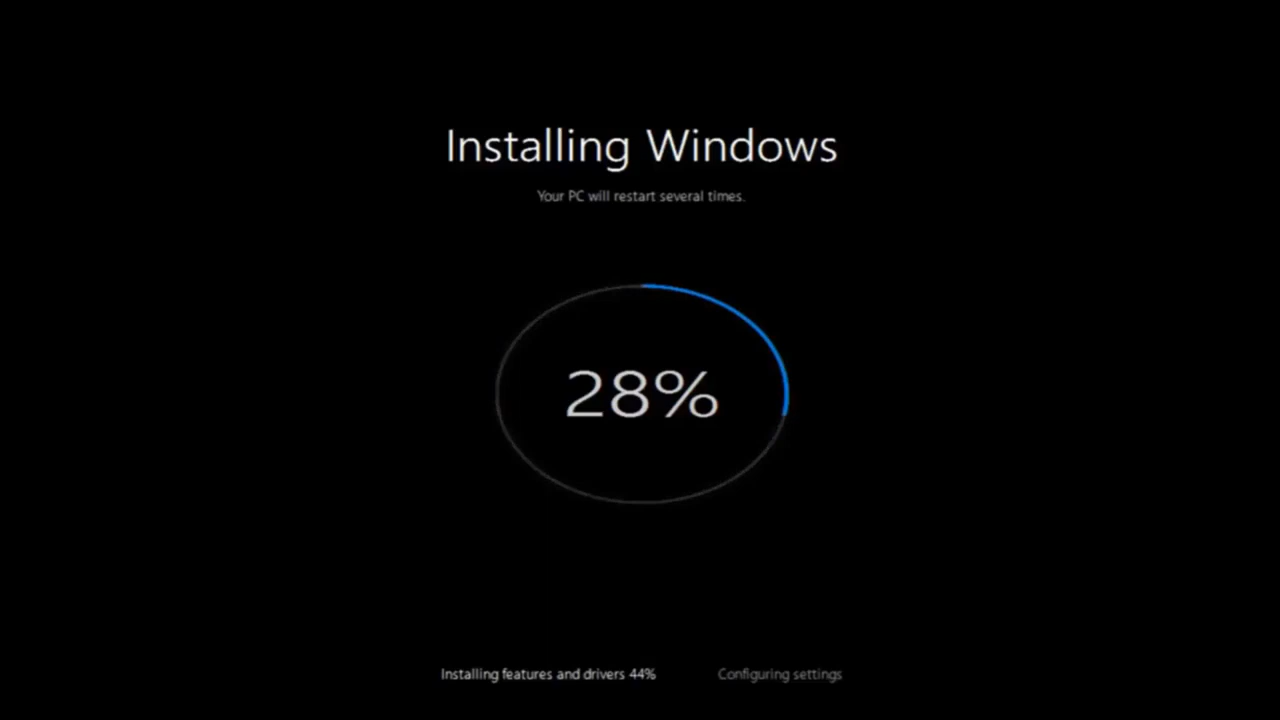 Installing Windows
Your PC will restart several times.
28%
Installing features and drivers 44% Configuring settings